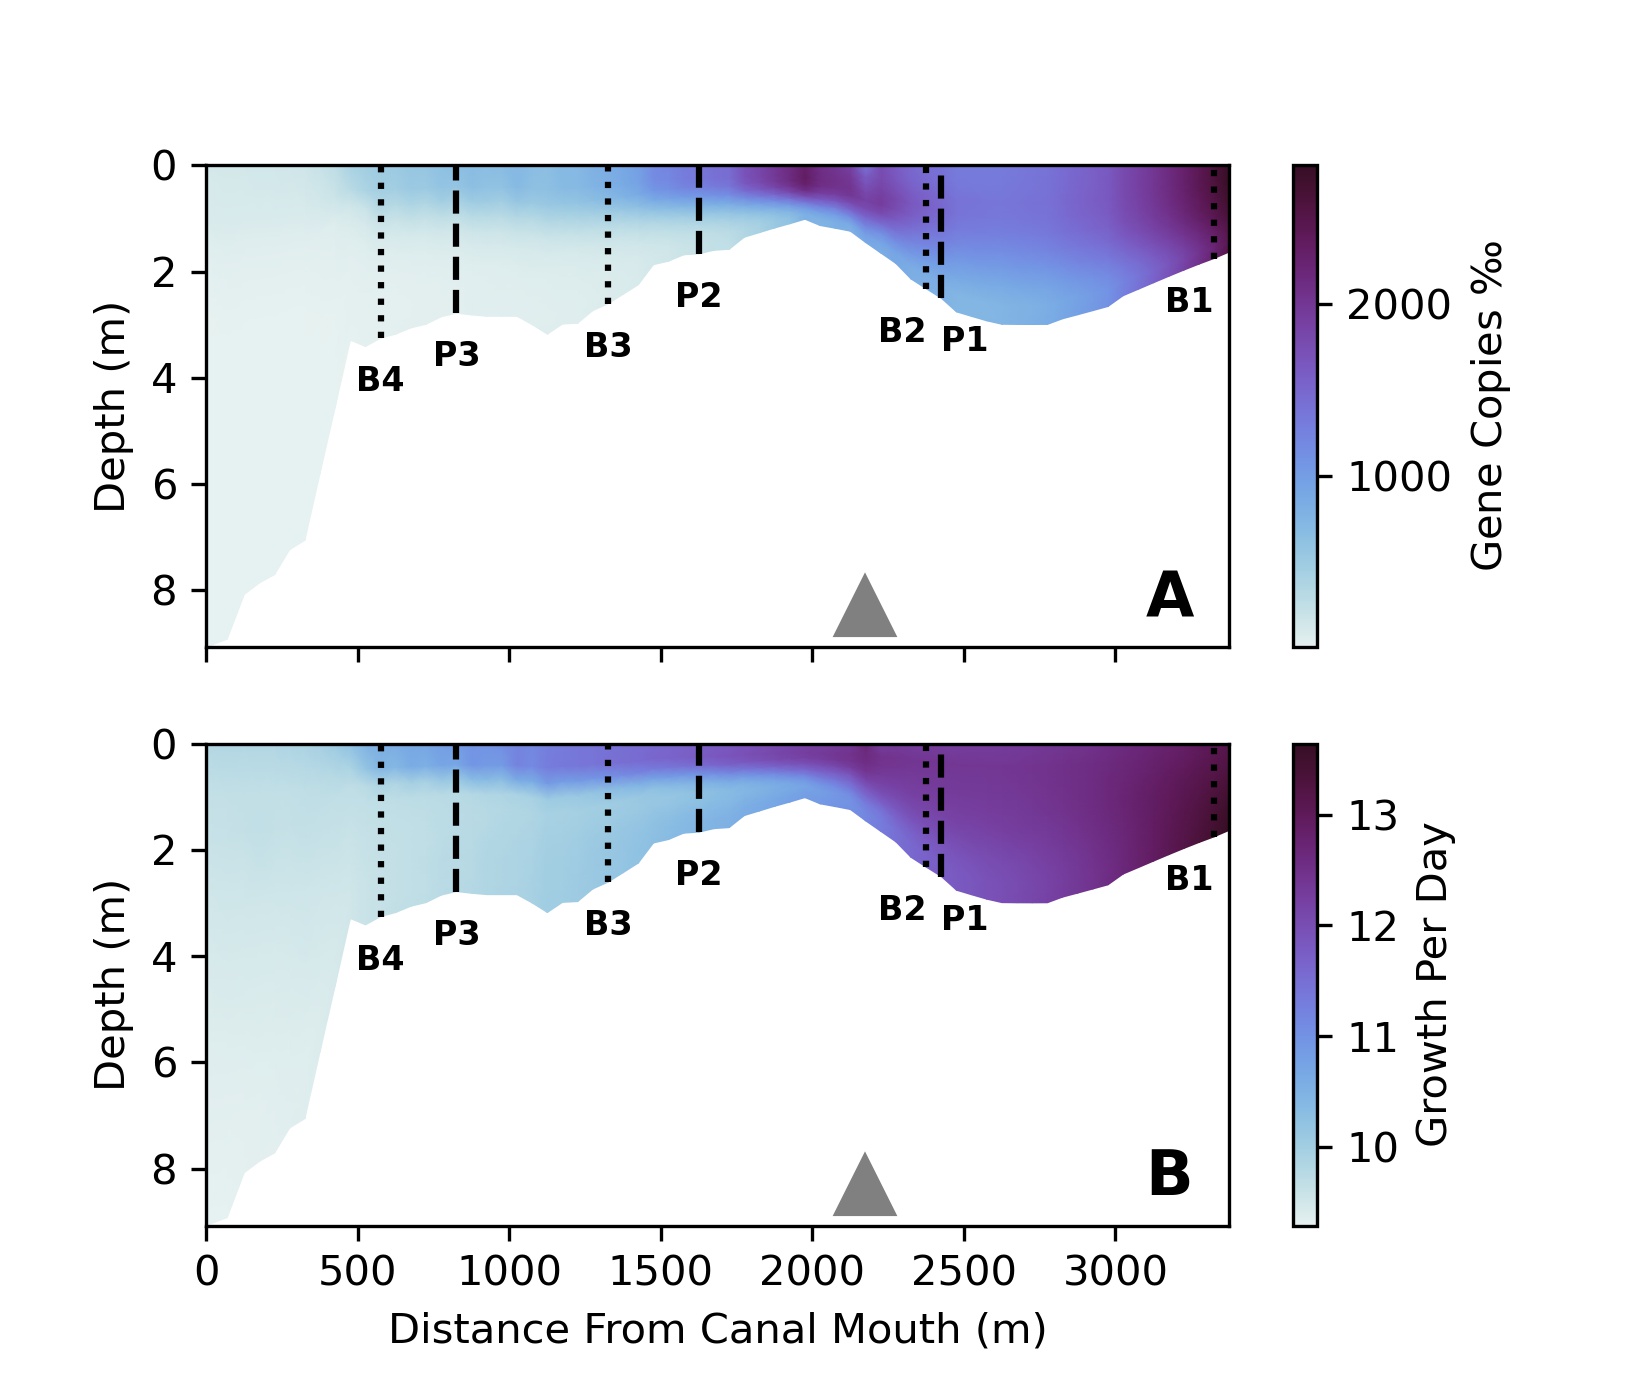 0
2
4
6
8
Depth (m)
B4
P3
B3
P2
B2
P1
B1
A
2000
1000
Gene Copies ‰
0
2
4
6
8
Depth (m)
B4
P3
B3
P2
B2
P1
B1
B
13
12
11
10
Growth Per Day
0 500 1000 1500 2000 2500 3000
Distance From Canal Mouth (m)